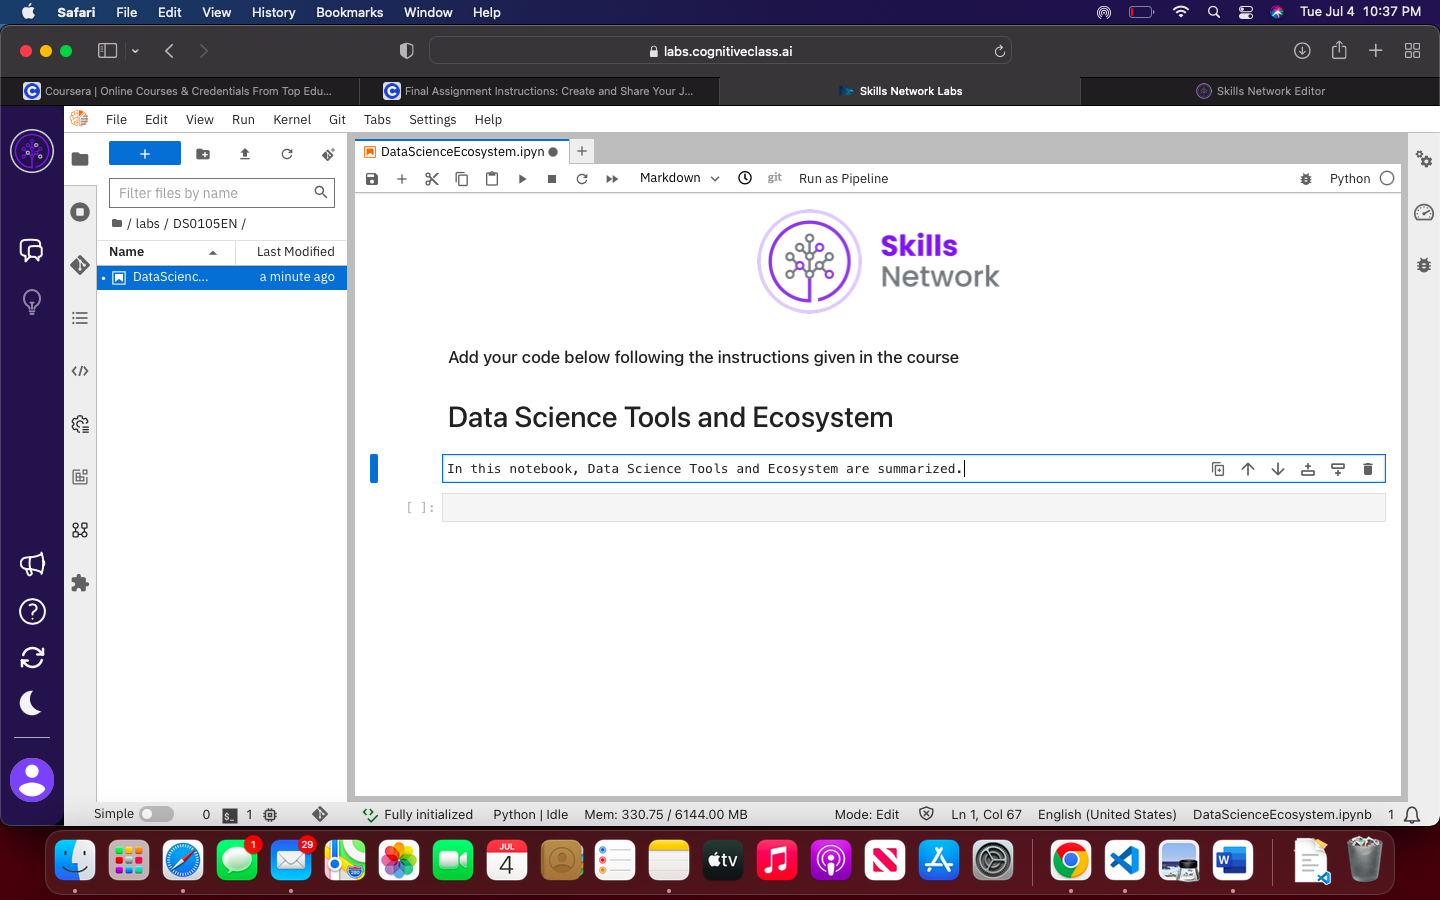 Safari File Edit View History Bookmarks Window Help Tue Jul 4 10:37 PM
labs.cognitiveclass.ai
Coursera | Online Courses & Credentials From Top Edu...
Final Assignment Instructions: Create and Share Your J...
Skills Network Labs
Skills Network Editor
File Edit View Run Kernel Git Tabs Settings Help
DataScienceEcosystem.ipyn
Markdown
git
Run as Pipeline
Python
Filter files by name
/ labs / DS0105EN /
Name Last Modified
DataScienc... a minute ago
Skills
Network
Add your code below following the instructions given in the course
Data Science Tools and Ecosystem
In this notebook, Data Science Tools and Ecosystem are summarized.
[ ]:
Simple 0 $_ 1 Fully initialized Python | Idle Mem: 330.75 / 6144.00 MB Mode: Edit Ln 1, Col 67 English (United States) DataScienceEcosystem.ipynb 1
1
29
JUL
4
tv
W